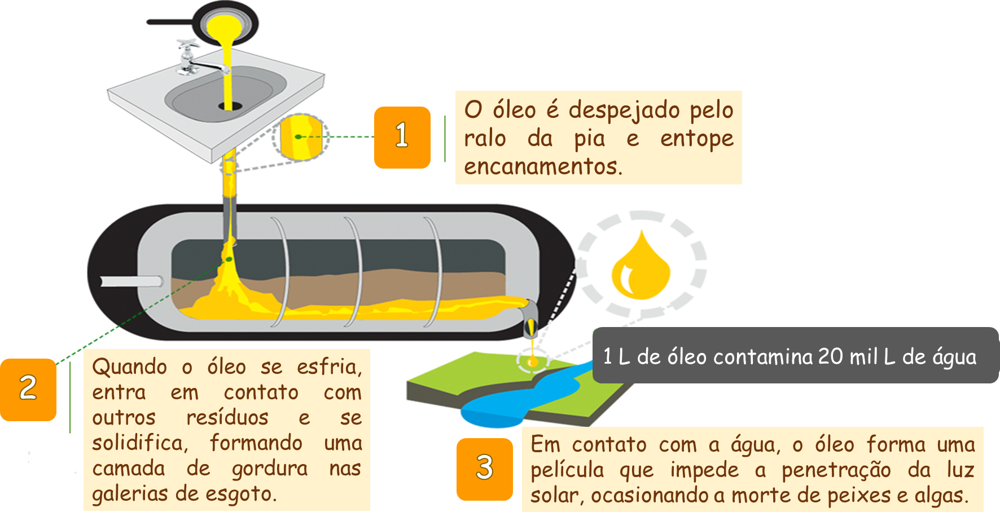 1
O óleo é despejado pelo
ralo da pia e entope
encanamentos.
1 L de óleo contamina 20 mil L de água
2
Quando o óleo se esfria,
entra em contato com
outros resíduos e se
solidifica, formando uma
camada de gordura nas
galerias de esgoto.
3
Em contato com a água, o óleo forma uma
película que impede a penetração da luz
solar, ocasionando a morte de peixes e algas.